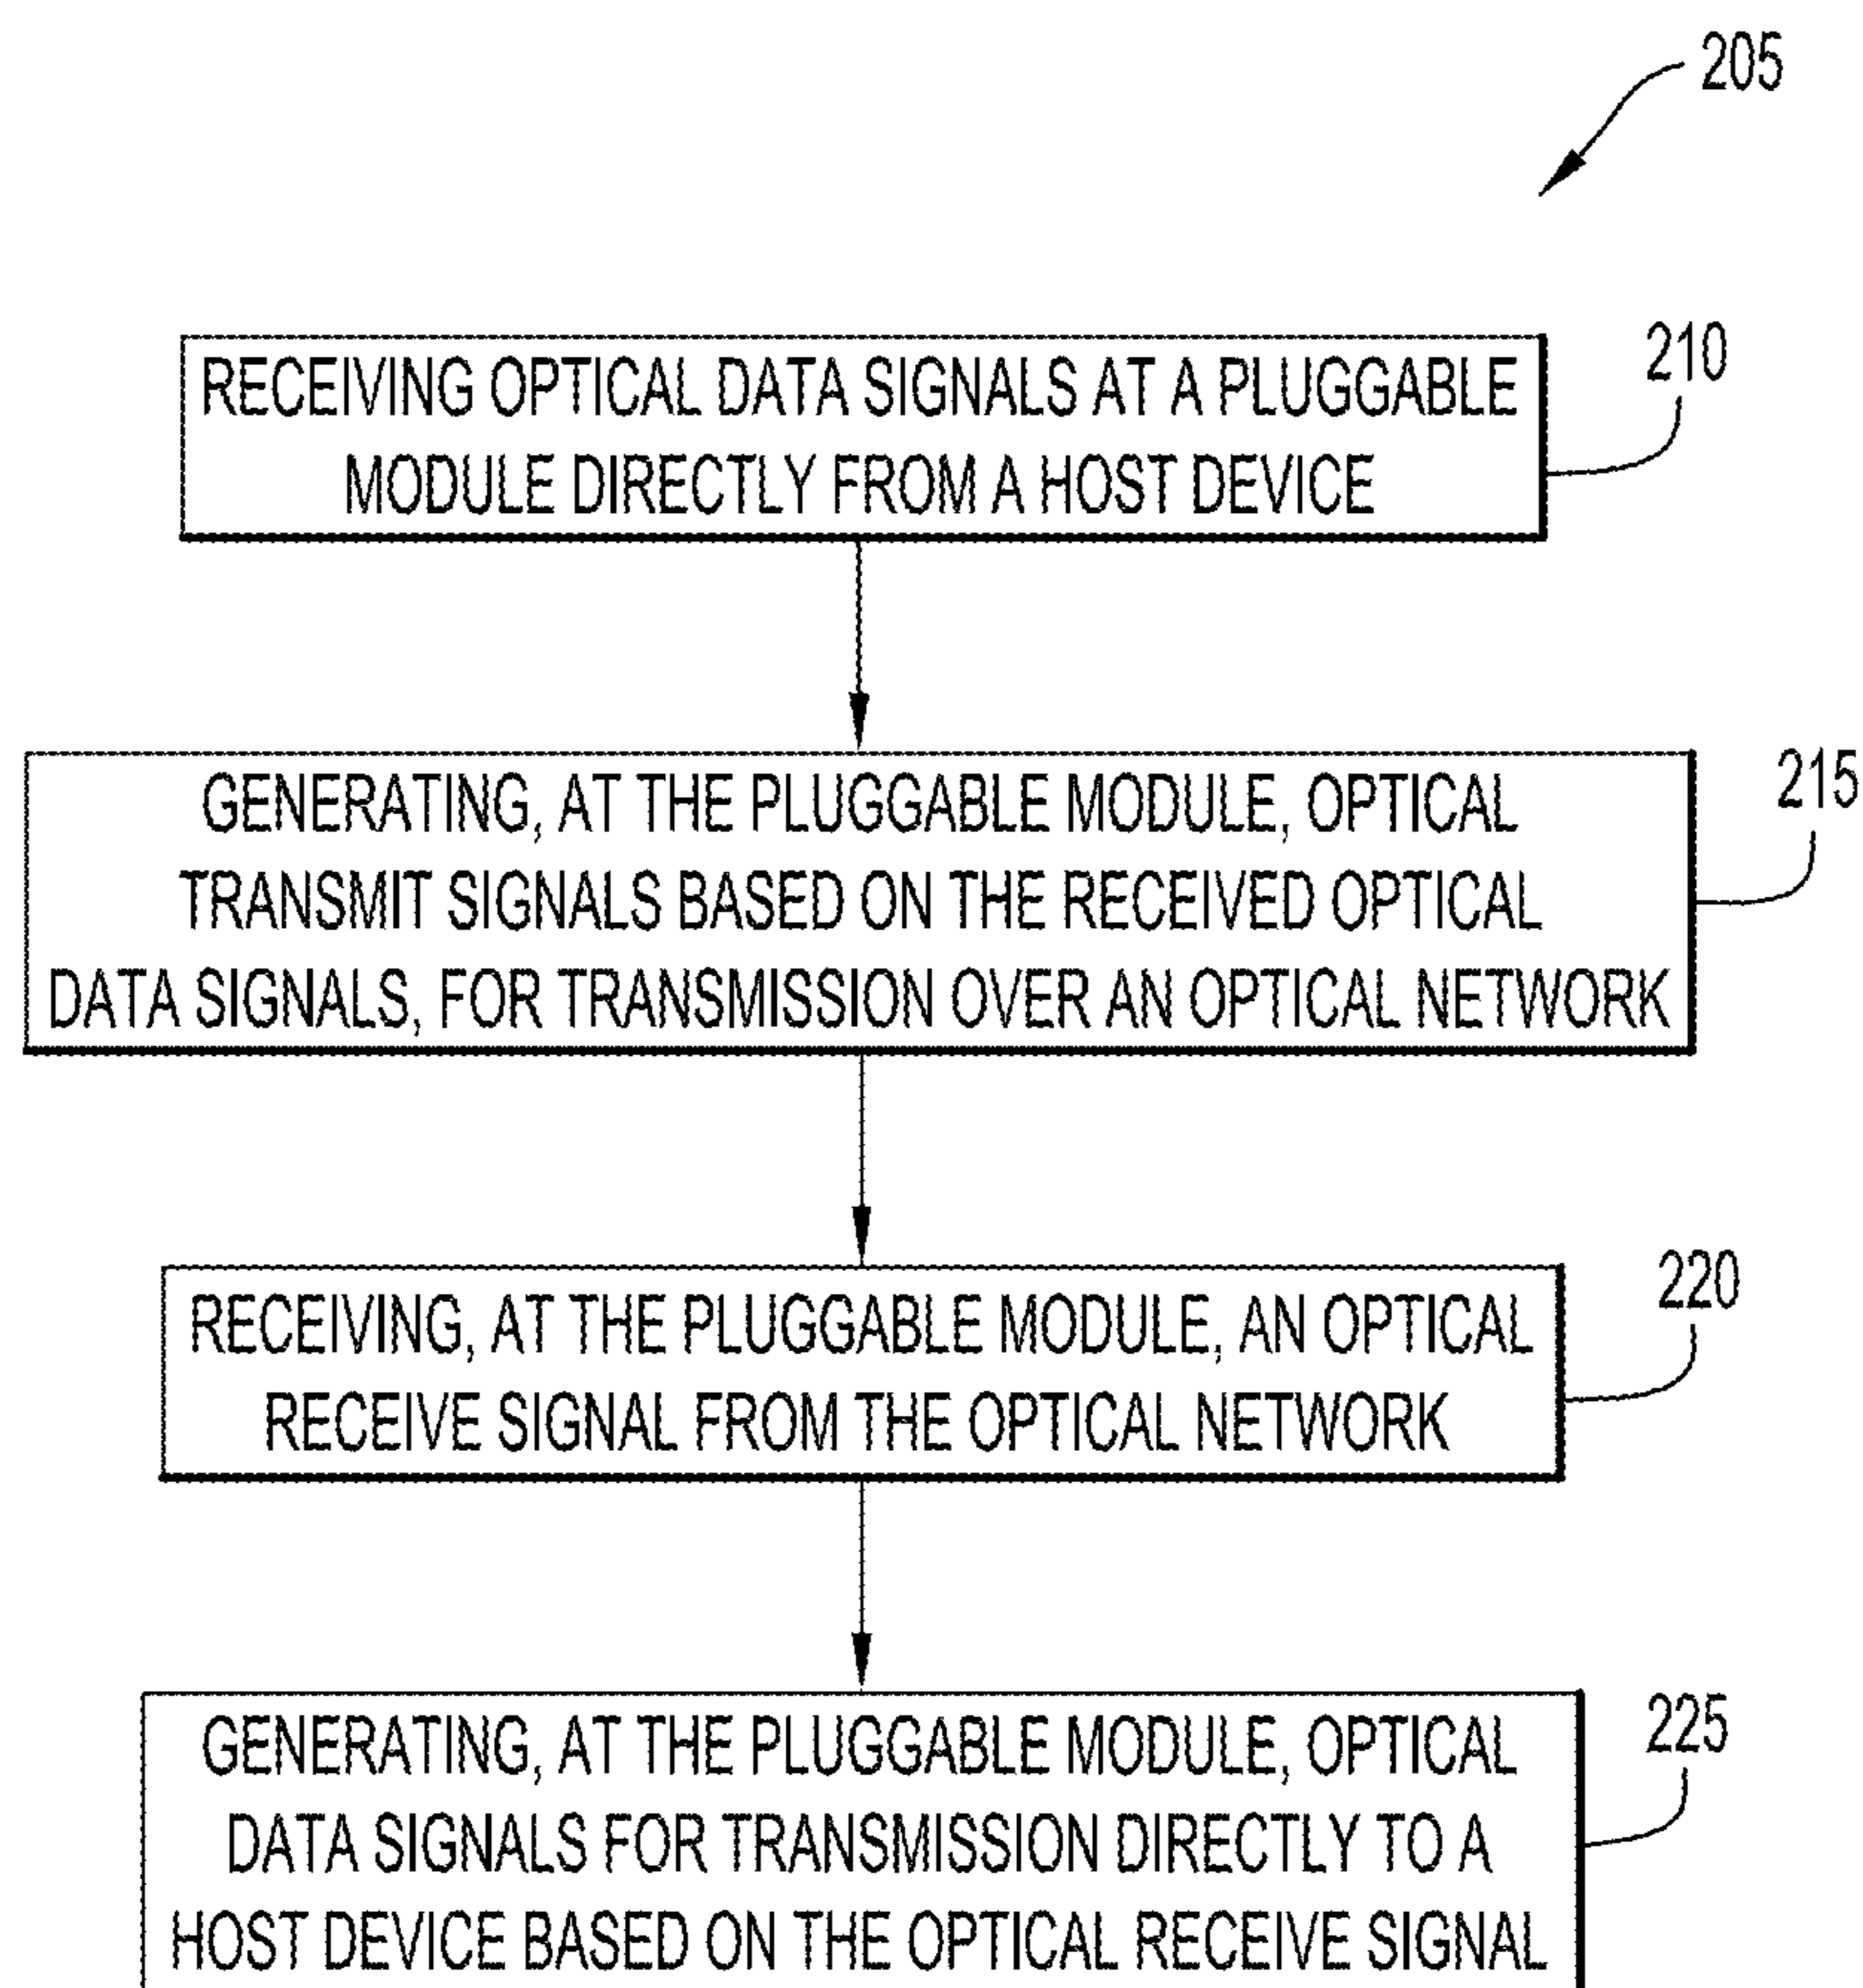 205
RECEIVING OPTICAL DATA SIGNALS AT A PLUGGABLE
MODULE DIRECTLY FROM A HOST DEVICE
210
GENERATING, AT THE PLUGGABLE MODULE, OPTICAL
TRANSMIT SIGNALS BASED ON THE RECEIVED OPTICAL
DATA SIGNALS, FOR TRANSMISSION OVER AN OPTICAL NETWORK
215
RECEIVING, AT THE PLUGGABLE MODULE, AN OPTICAL
RECEIVE SIGNAL FROM THE OPTICAL NETWORK
220
GENERATING, AT THE PLUGGABLE MODULE, OPTICAL
DATA SIGNALS FOR TRANSMISSION DIRECTLY TO A
HOST DEVICE BASED ON THE OPTICAL RECEIVE SIGNAL
225